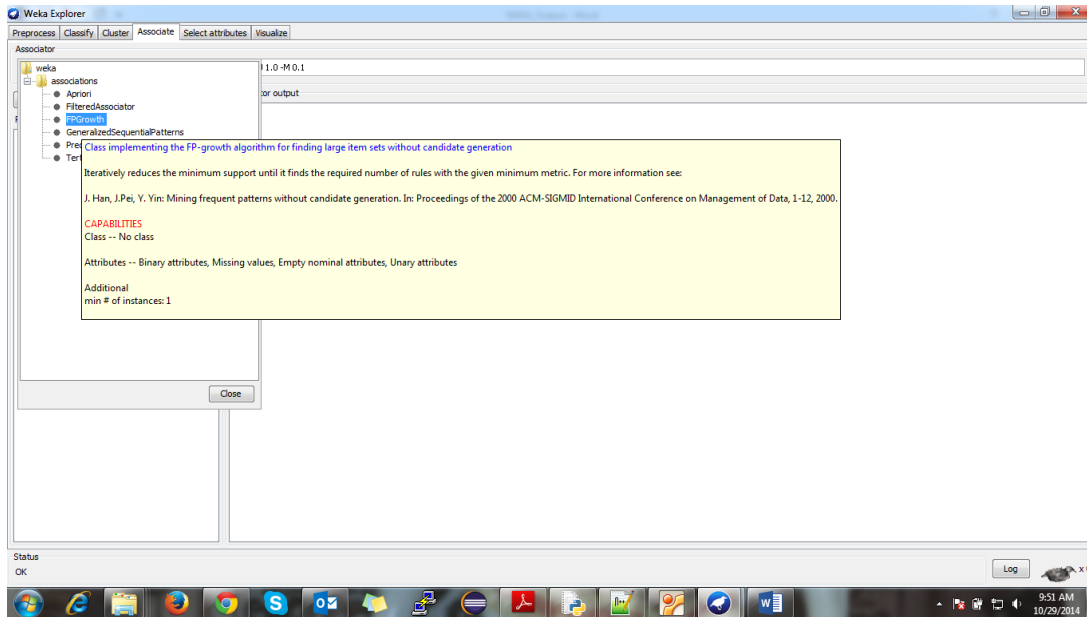 Weka Explorer
Preprocess Classify Cluster Associate Select attributes Visualize
Associator
weka
1.0 -M 0.1
associations
Apriori
or output
FilteredAssociator
FPGrowth
GeneralizedSequentialPatterns
Pre
Tert
Class implementing the FP-growth algorithm for finding large item sets without candidate generation
Iteratively reduces the minimum support until it finds the required number of rules with the given minimum metric. For more information see:
J. Han, J.Pei, Y. Yin: Mining frequent patterns without candidate generation. In: Proceedings of the 2000 ACM-SIGMID International Conference on Management of Data, 1-12, 2000.
CAPABILITIES
Class -- No class
Attributes -- Binary attributes, Missing values, Empty nominal attributes, Unary attributes
Additional
min # of instances: 1
Close
Status
OK
Log
x
9:51 AM
10/29/2014